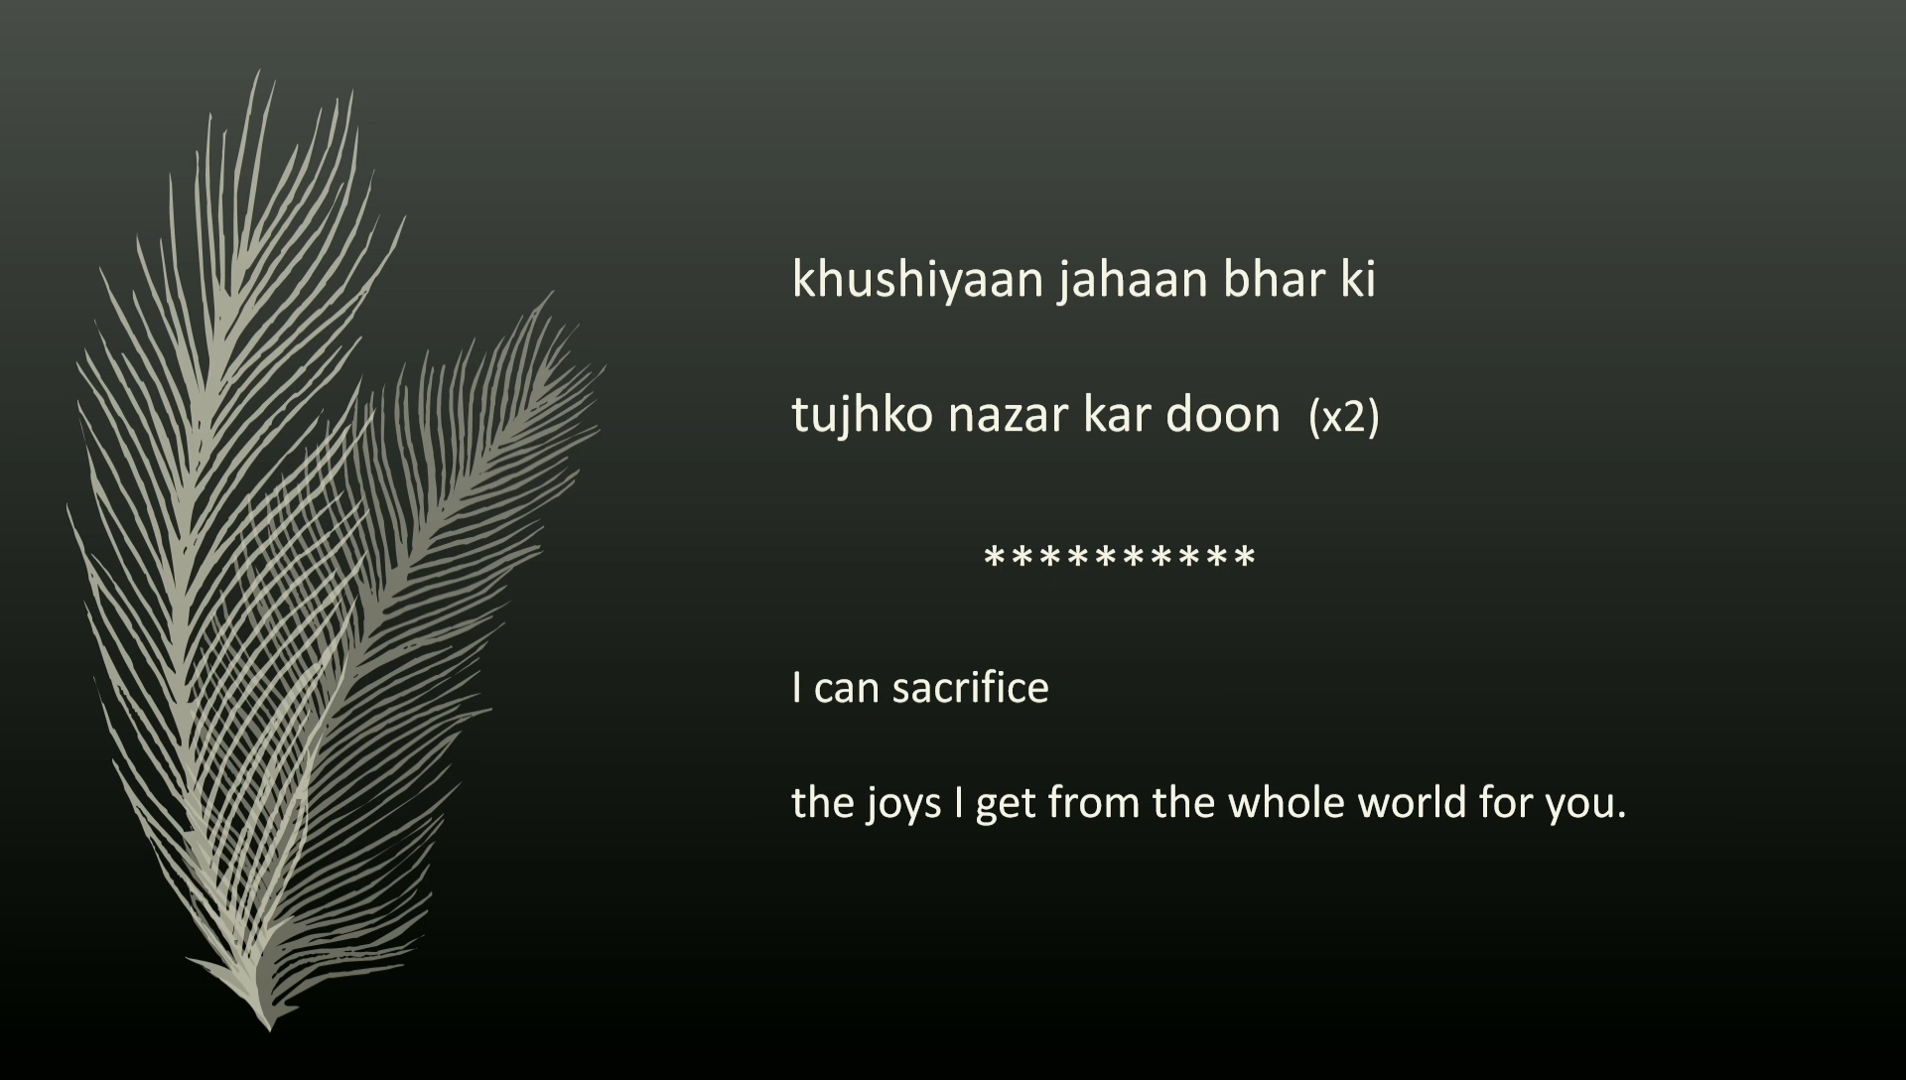 khushiyaan jahaan bhar ki
tujhko nazar kar doon (x2)
**********
I can sacrifice
the joys I get from the whole world for you.